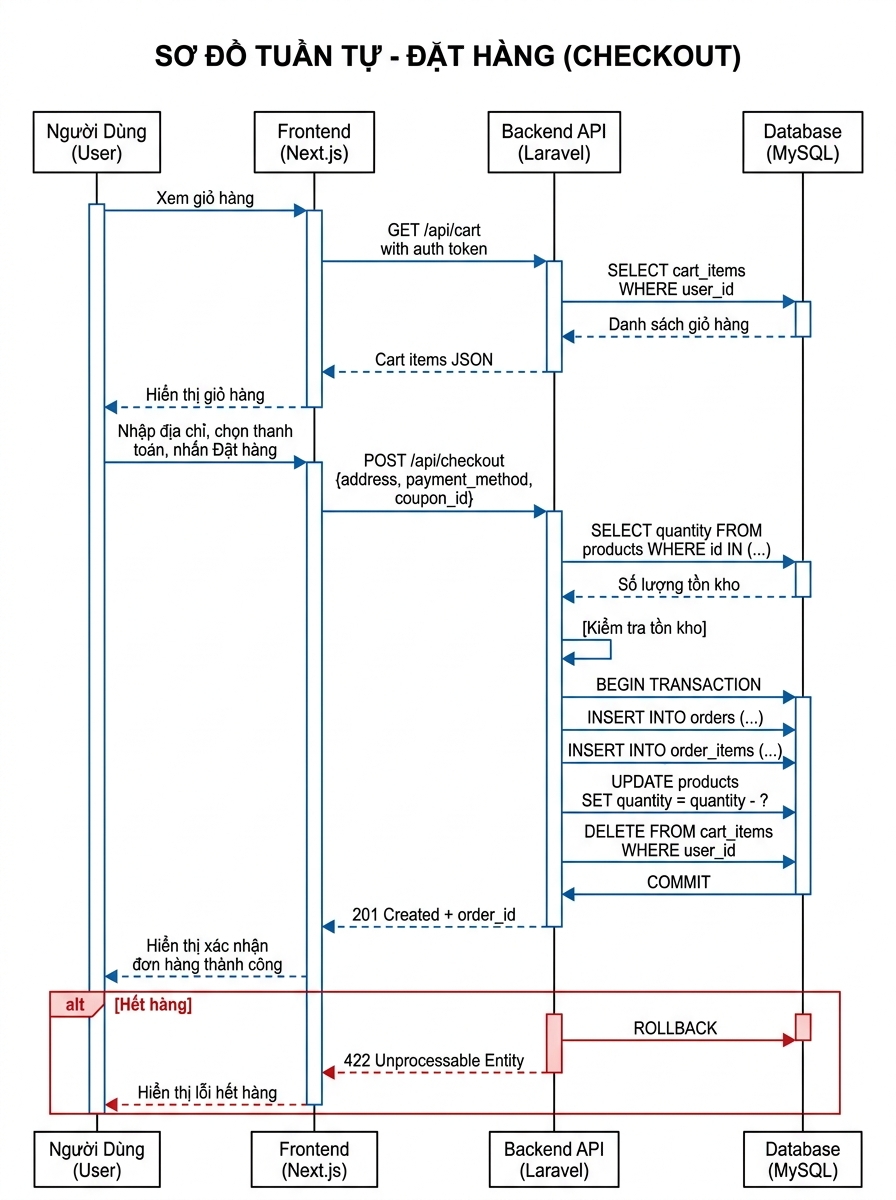 SƠ ĐỒ TUẦN TỰ - ĐẶT HÀNG (CHECKOUT)
Người Dùng
(User)
Frontend
(Next.js)
Backend API
(Laravel)
Database
(MySQL)
Xem giỏ hàng
GET /api/cart
with auth token
SELECT cart_items
WHERE user_id
Danh sách giỏ hàng
Cart items JSON
Hiển thị giỏ hàng
Nhập địa chỉ, chọn thanh
toán, nhấn Đặt hàng
POST /api/checkout
{address, payment_method,
coupon_id}
SELECT quantity FROM
products WHERE id IN (...)
Số lượng tồn kho
[Kiểm tra tồn kho]
BEGIN TRANSACTION
INSERT INTO orders (...)
INSERT INTO order_items (...)
UPDATE products
SET quantity = quantity - ?
DELETE FROM cart_items
WHERE user_id
COMMIT
201 Created + order_id
Hiển thị xác nhận
đơn hàng thành công
alt
[Hết hàng]
ROLLBACK
422 Unprocessable Entity
Hiển thị lỗi hết hàng
Người Dùng
(User)
Frontend
(Next.js)
Backend API
(Laravel)
Database
(MySQL)